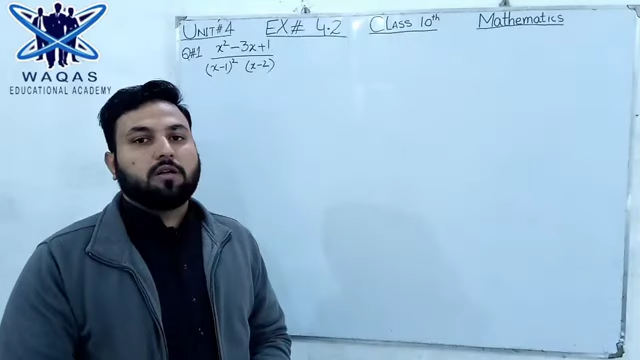 WAQAS
EDUCATIONAL ACADEMY
UNIT#4 EX# 4.2 CLASS 10th MATHEMATICS
Q#1 x² − 3x + 1
(x−1)² (x−2)